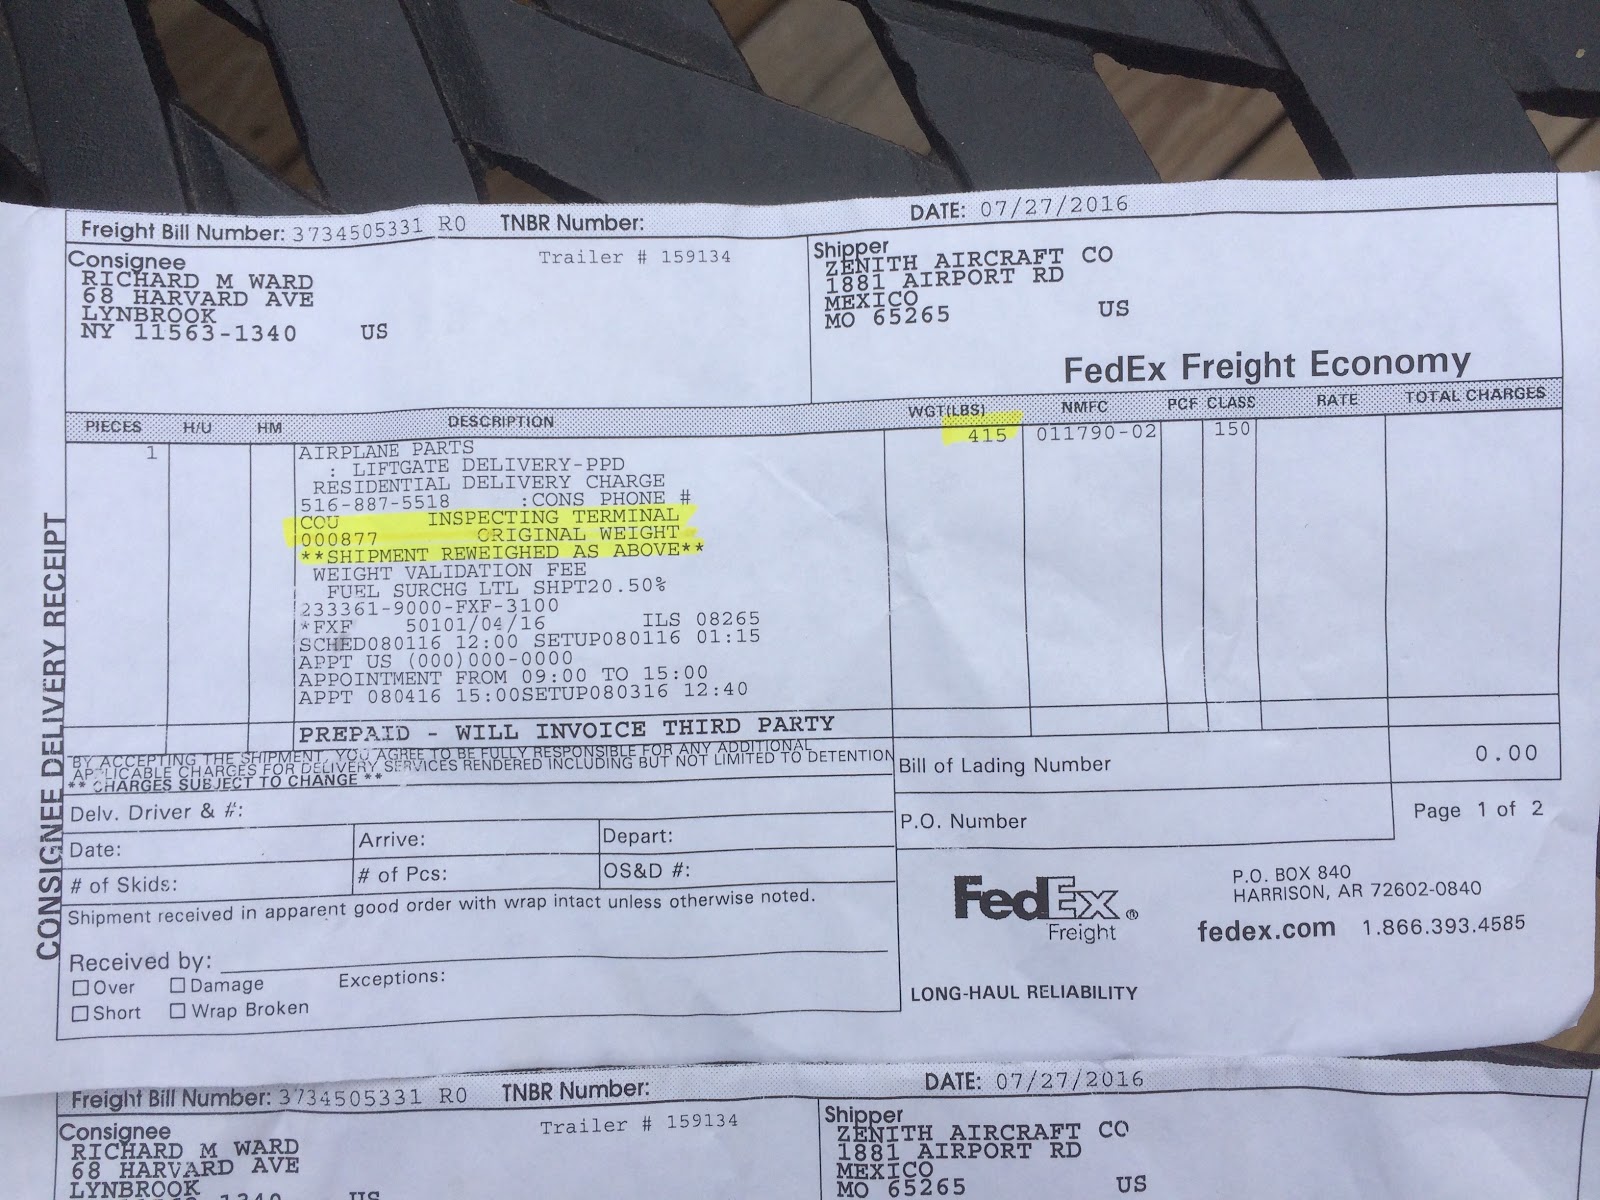 Freight Bill Number: 3734505331 R0 TNBR Number: DATE: 07/27/2016
Consignee
RICHARD M WARD
68 HARVARD AVE
LYNBROOK
NY 11563-1340 US
Trailer # 159134
Shipper
ZENITH AIRCRAFT CO
1881 AIRPORT RD
MEXICO
MO 65265 US
FedEx Freight Economy
PIECES H/U HM DESCRIPTION WGT(LBS) NMFC PCF CLASS RATE TOTAL CHARGES
1 AIRPLANE PARTS 415 011790-02 150
: LIFTGATE DELIVERY-PPD
RESIDENTIAL DELIVERY CHARGE
516-887-5518 :CONS PHONE #
COU INSPECTING TERMINAL
000877 ORIGINAL WEIGHT
**SHIPMENT REWEIGHED AS ABOVE**
WEIGHT VALIDATION FEE
FUEL SURCHG LTL SHPT20.50%
233361-9000-FXF-3100
*FXF 50101/04/16 ILS 08265
SCHED080116 12:00 SETUP080116 01:15
APPT US (000)000-0000
APPOINTMENT FROM 09:00 TO 15:00
APPT 080416 15:00SETUP080316 12:40
PREPAID - WILL INVOICE THIRD PARTY
BY ACCEPTING THE SHIPMENT, YOU AGREE TO BE FULLY RESPONSIBLE FOR ANY ADDITIONAL
APPLICABLE CHARGES FOR DELIVERY SERVICES RENDERED INCLUDING BUT NOT LIMITED TO DETENTION
** CHARGES SUBJECT TO CHANGE **
Bill of Lading Number 0.00
Delv. Driver & #:
P.O. Number Page 1 of 2
Date: Arrive: Depart:
# of Skids: # of Pcs: OS&D #:
Shipment received in apparent good order with wrap intact unless otherwise noted.
Received by:
Over Damage Exceptions:
Short Wrap Broken
FedEx®
Freight
P.O. BOX 840
HARRISON, AR 72602-0840
fedex.com 1.866.393.4585
LONG-HAUL RELIABILITY
CONSIGNEE DELIVERY RECEIPT
Freight Bill Number: 3734505331 R0 TNBR Number: DATE: 07/27/2016
Consignee
RICHARD M WARD
68 HARVARD AVE
LYNBROOK
US
Trailer # 159134
Shipper
ZENITH AIRCRAFT CO
1881 AIRPORT RD
MEXICO
MO 65265 US